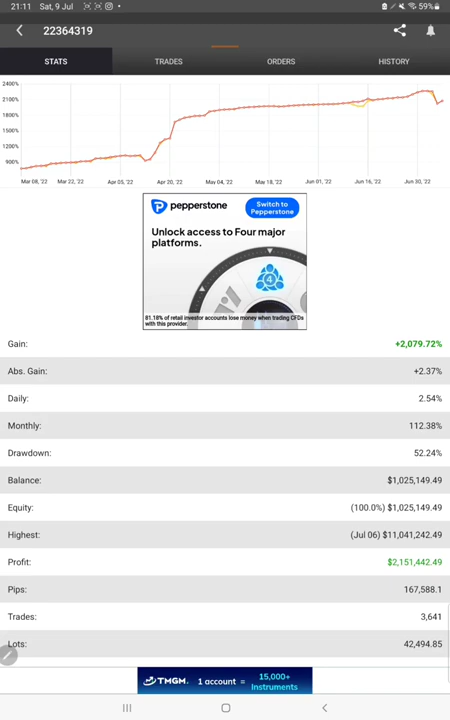 21:11 Sat, 9 Jul 59%
22364319
STATS TRADES ORDERS HISTORY
2400%
2100%
1800%
1500%
1200%
900%
Mar 08, '22 Mar 22, '22 Apr 05, '22 Apr 20, '22 May 04, '22 May 18, '22 Jun 01, '22 Jun 16, '22 Jun 30, '22
pepperstone
Switch to
Pepperstone
Unlock access to Four major
platforms.
4
81.18% of retail investor accounts lose money when trading CFDs
with this provider.
Gain: +2,079.72%
Abs. Gain: +2.37%
Daily: 2.54%
Monthly: 112.38%
Drawdown: 52.24%
Balance: $1,025,149.49
Equity: (100.0%) $1,025,149.49
Highest: (Jul 06) $11,041,242.49
Profit: $2,151,442.49
Pips: 167,588.1
Trades: 3,641
Lots: 42,494.85
TMGM. 1 account = 15,000+
Instruments